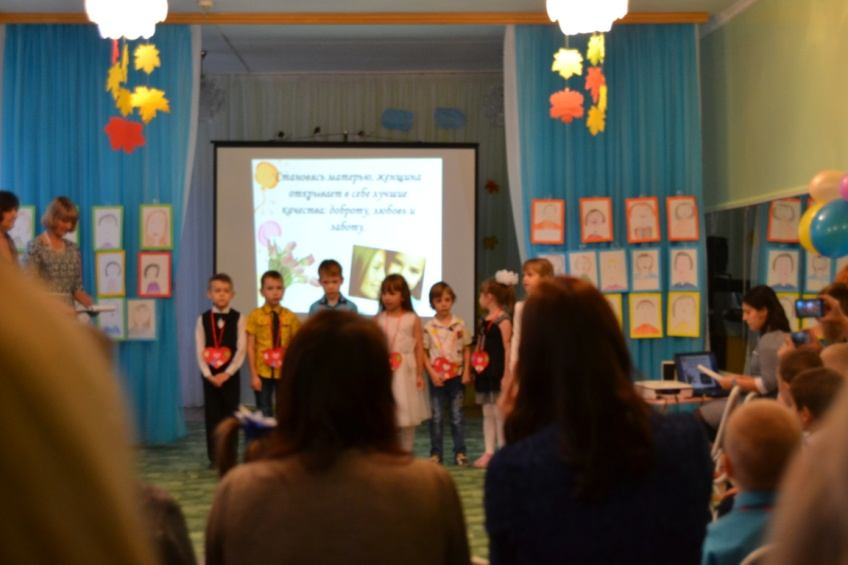 Становясь матерью, женщина
открывает в себе лучшие
качества: доброту, любовь и
заботу.